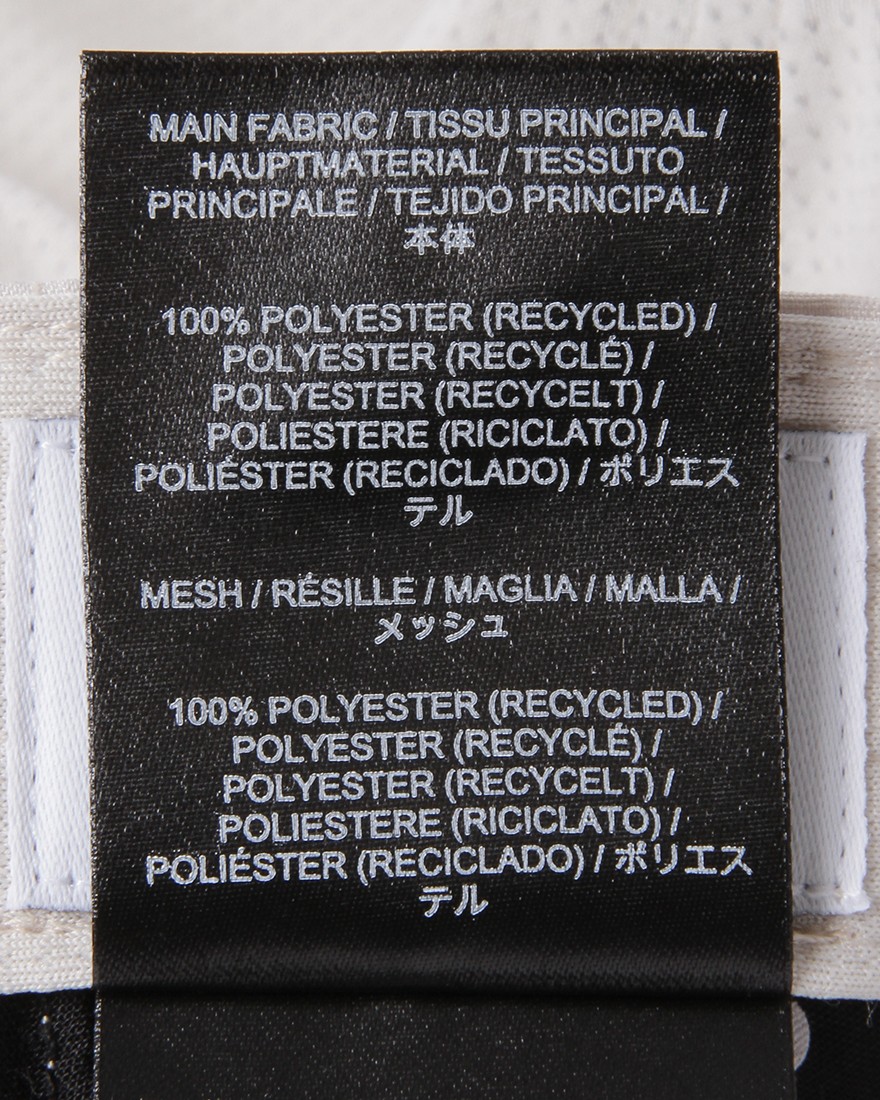 MAIN FABRIC / TISSU PRINCIPAL /
HAUPTMATERIAL / TESSUTO
PRINCIPALE / TEJIDO PRINCIPAL /
本体
100% POLYESTER (RECYCLED) /
POLYESTER (RECYCLÉ) /
POLYESTER (RECYCELT) /
POLIESTERE (RICICLATO) /
POLIÉSTER (RECICLADO) / ポリエス
テル
MESH / RÉSILLE / MAGLIA / MALLA /
メッシュ
100% POLYESTER (RECYCLED) /
POLYESTER (RECYCLÉ) /
POLYESTER (RECYCELT) /
POLIESTERE (RICICLATO) /
POLIÉSTER (RECICLADO) / ポリエス
テル